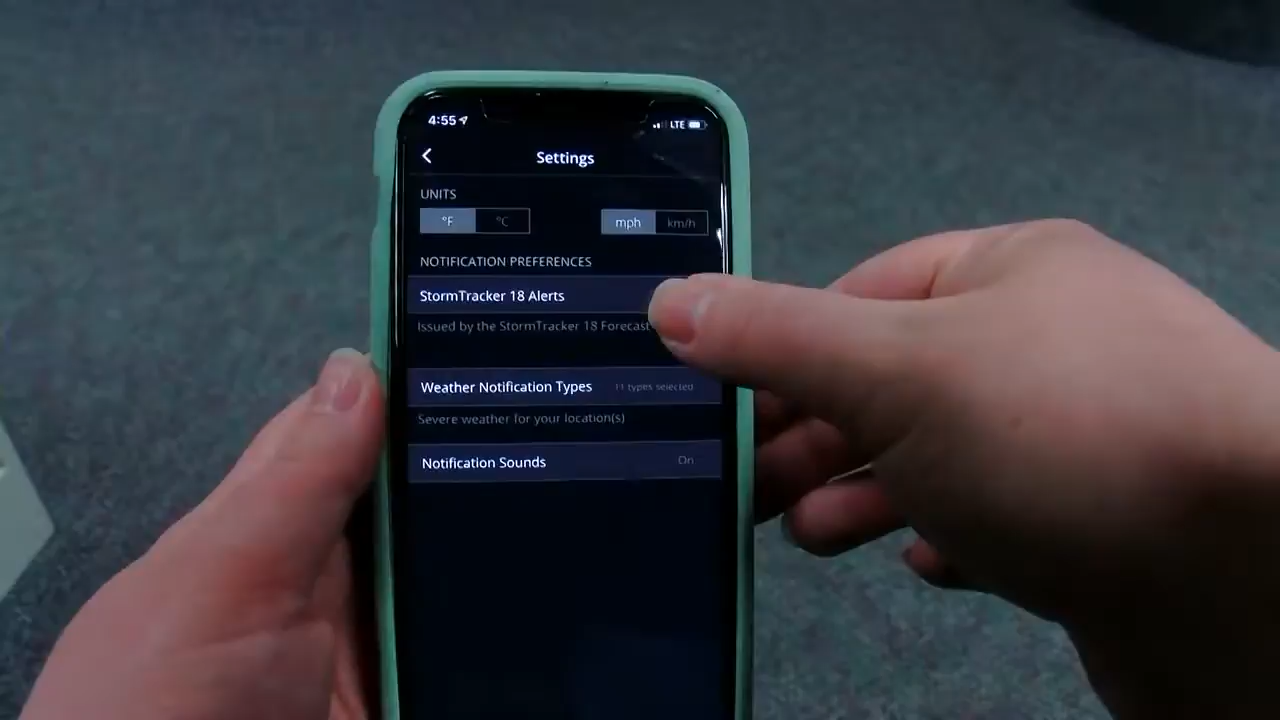 4:55 LTE
Settings
UNITS
°F °C mph km/h
NOTIFICATION PREFERENCES
StormTracker 18 Alerts
Issued by the StormTracker 18 Forecast
Weather Notification Types 11 types selected
Severe weather for your location(s)
Notification Sounds On